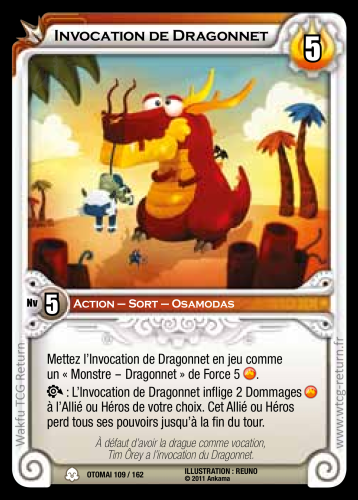 INVOCATION DE DRAGONNET
5
Nv 5 ACTION – SORT – OSAMODAS
Mettez l'Invocation de Dragonnet en jeu comme
un « Monstre – Dragonnet » de Force 5 .
: L'Invocation de Dragonnet inflige 2 Dommages
à l'Allié ou Héros de votre choix. Cet Allié ou Héros
perd tous ses pouvoirs jusqu'à la fin du tour.
À défaut d'avoir la drague comme vocation,
Tim Ôrey a l'invocation du Dragonnet.
OTOMAI 109 / 162
ILLUSTRATION : REUNO
© 2011 Ankama
Wakfu TCG Return
www.wtcg-return.fr